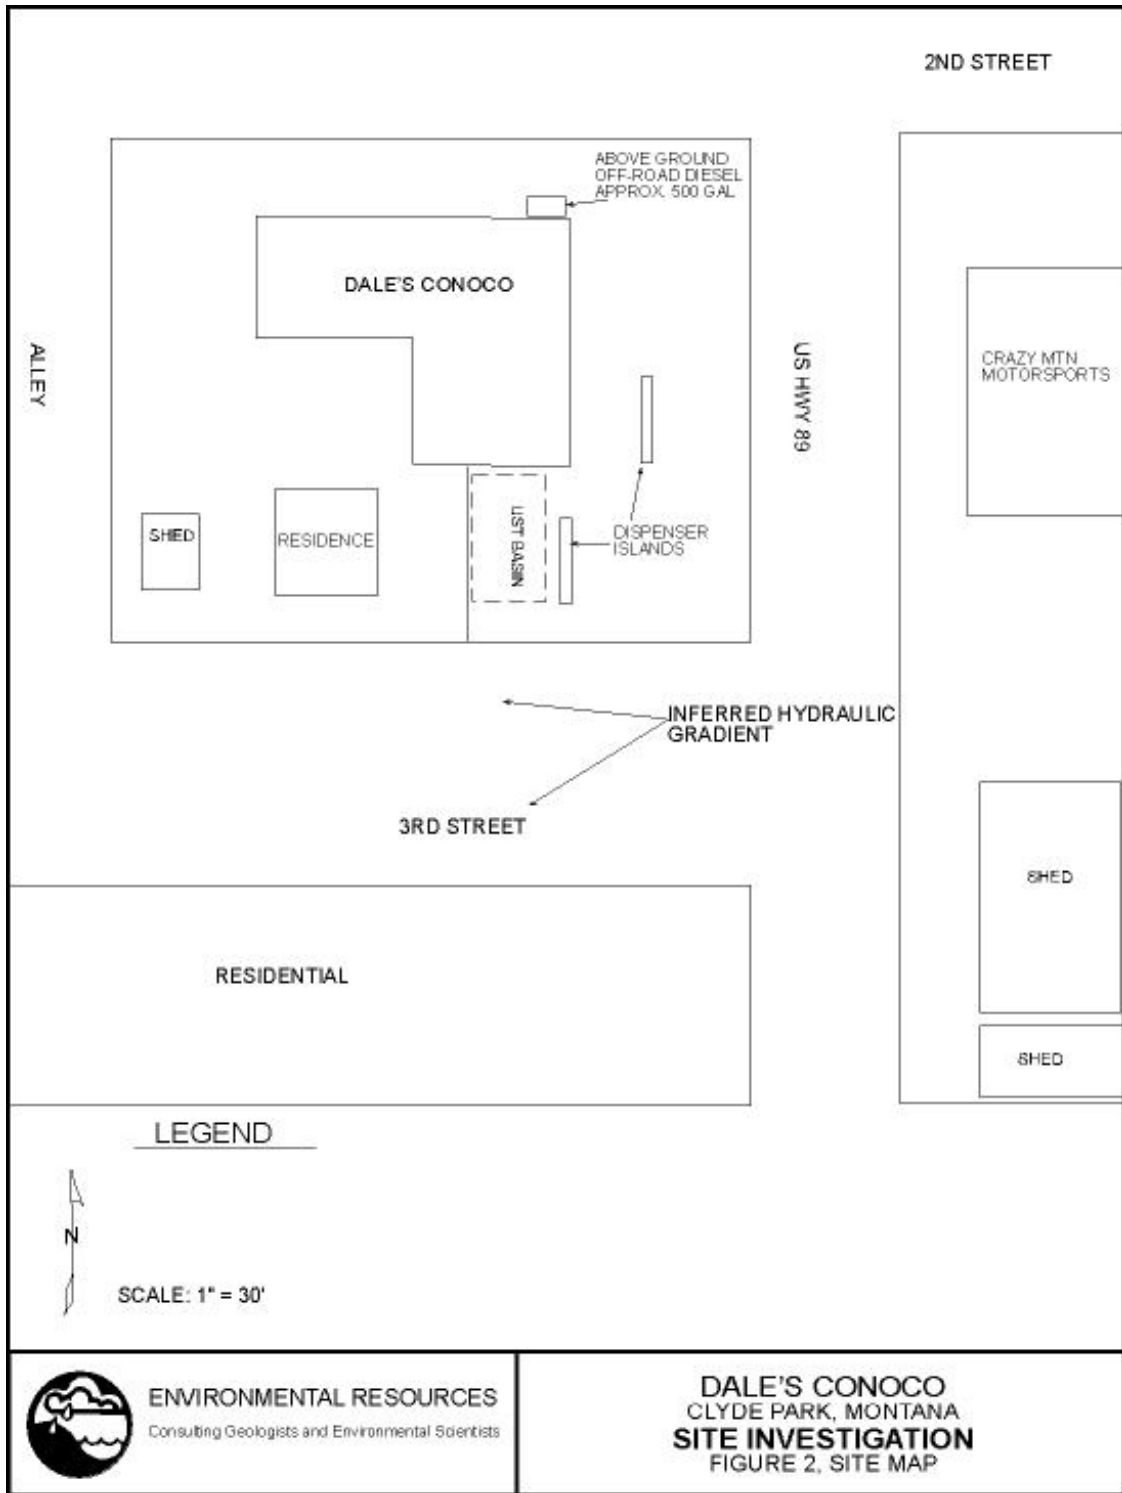 2ND STREET
ABOVE GROUND
OFF-ROAD DIESEL
APPROX. 500 GAL
DALE'S CONOCO
ALLEY
US HWY 89
CRAZY MTN
MOTORSPORTS
SHED
RESIDENCE
UST BASIN
DISPENSER
ISLANDS
INFERRED HYDRAULIC
GRADIENT
3RD STREET
SHED
RESIDENTIAL
SHED
LEGEND
N
SCALE: 1" = 30'
ENVIRONMENTAL RESOURCES
Consulting Geologists and Environmental Scientists
DALE'S CONOCO
CLYDE PARK, MONTANA
SITE INVESTIGATION
FIGURE 2, SITE MAP